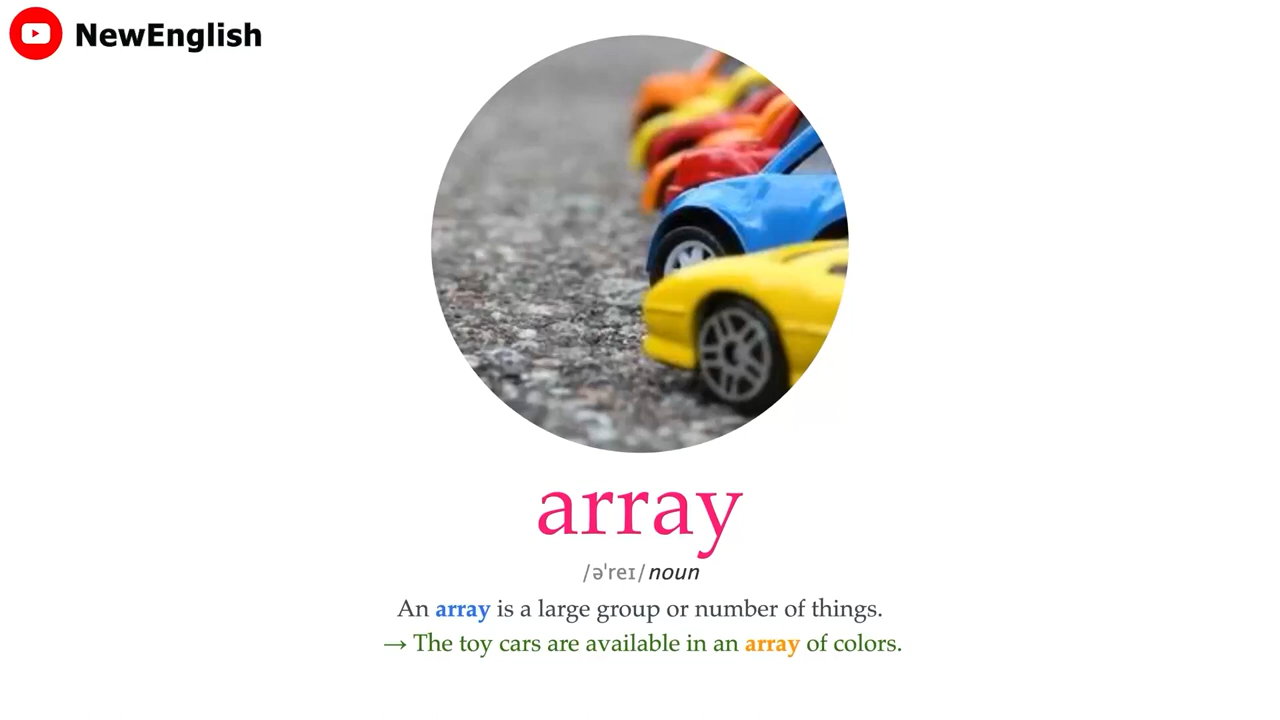 NewEnglish
array
/əˈreɪ/ noun
An array is a large group or number of things.
→ The toy cars are available in an array of colors.